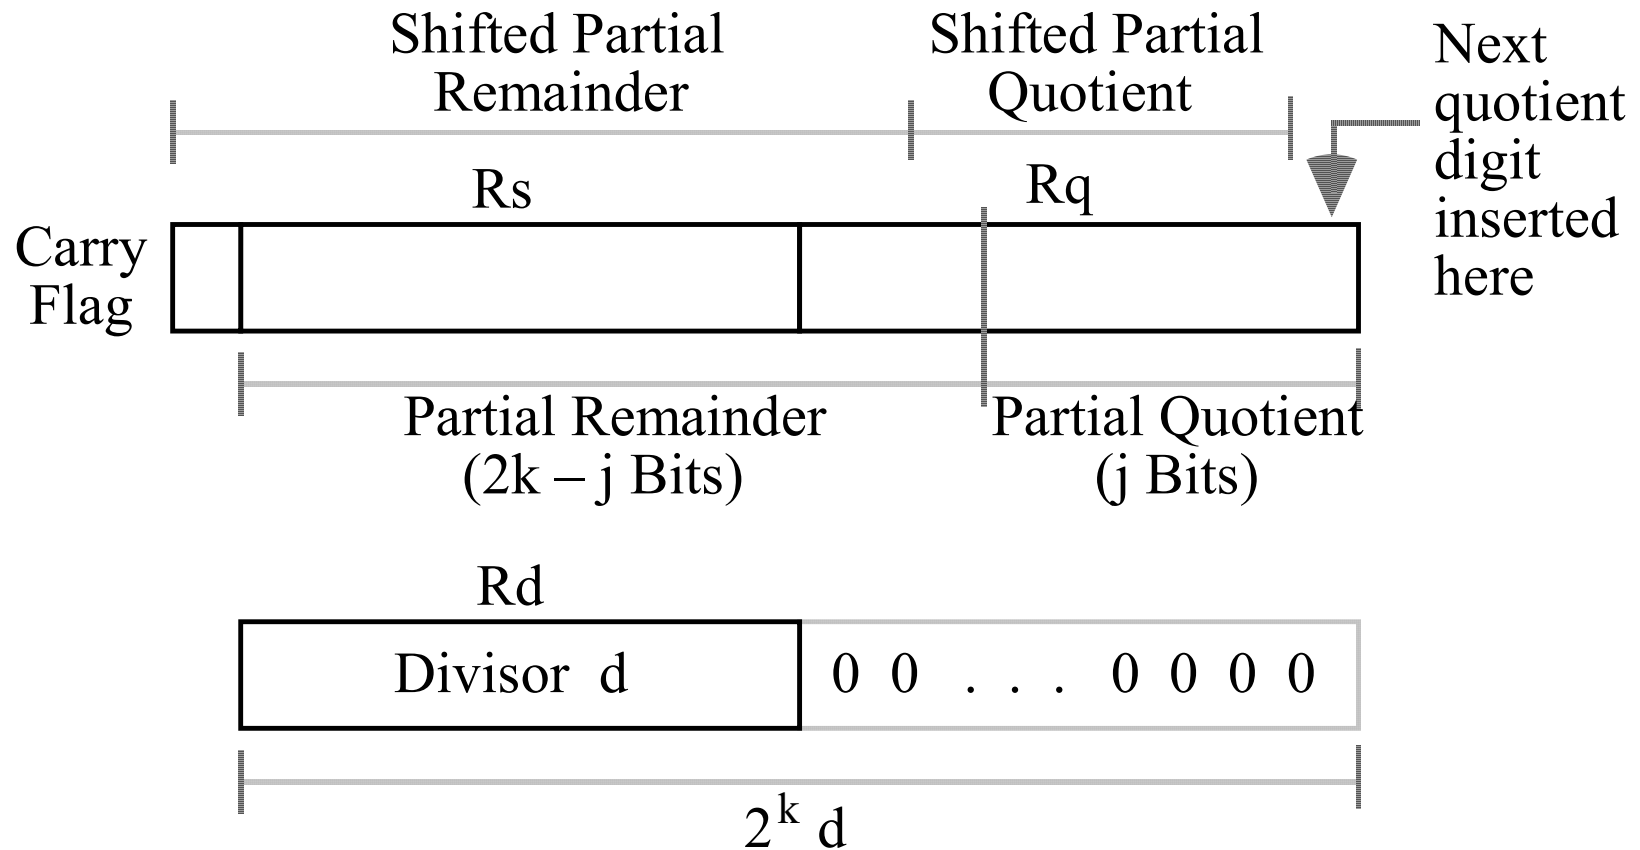 Shifted Partial
Remainder
Shifted Partial
Quotient
Next
quotient
digit
inserted
here
Rs
Rq
Carry
Flag
Partial Remainder
(2k – j Bits)
Partial Quotient
(j Bits)
Rd
Divisor d
0 0 . . . 0 0 0 0
2^k d